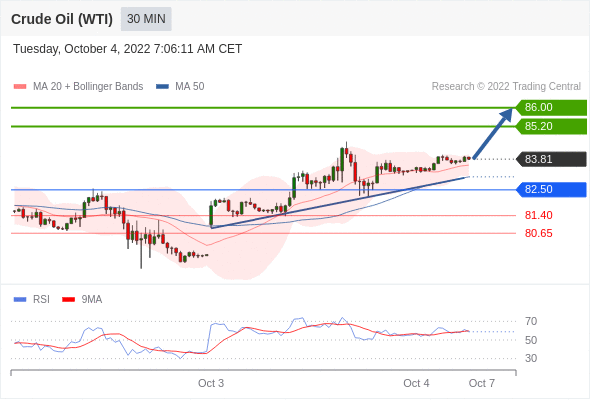 Crude Oil (WTI) 30 MIN
Tuesday, October 4, 2022 7:06:11 AM CET
MA 20 + Bollinger Bands MA 50 Research © 2022 Trading Central
86.00
85.20
83.81
82.50
81.40
80.65
RSI 9MA
70
50
30
Oct 3 Oct 4 Oct 7